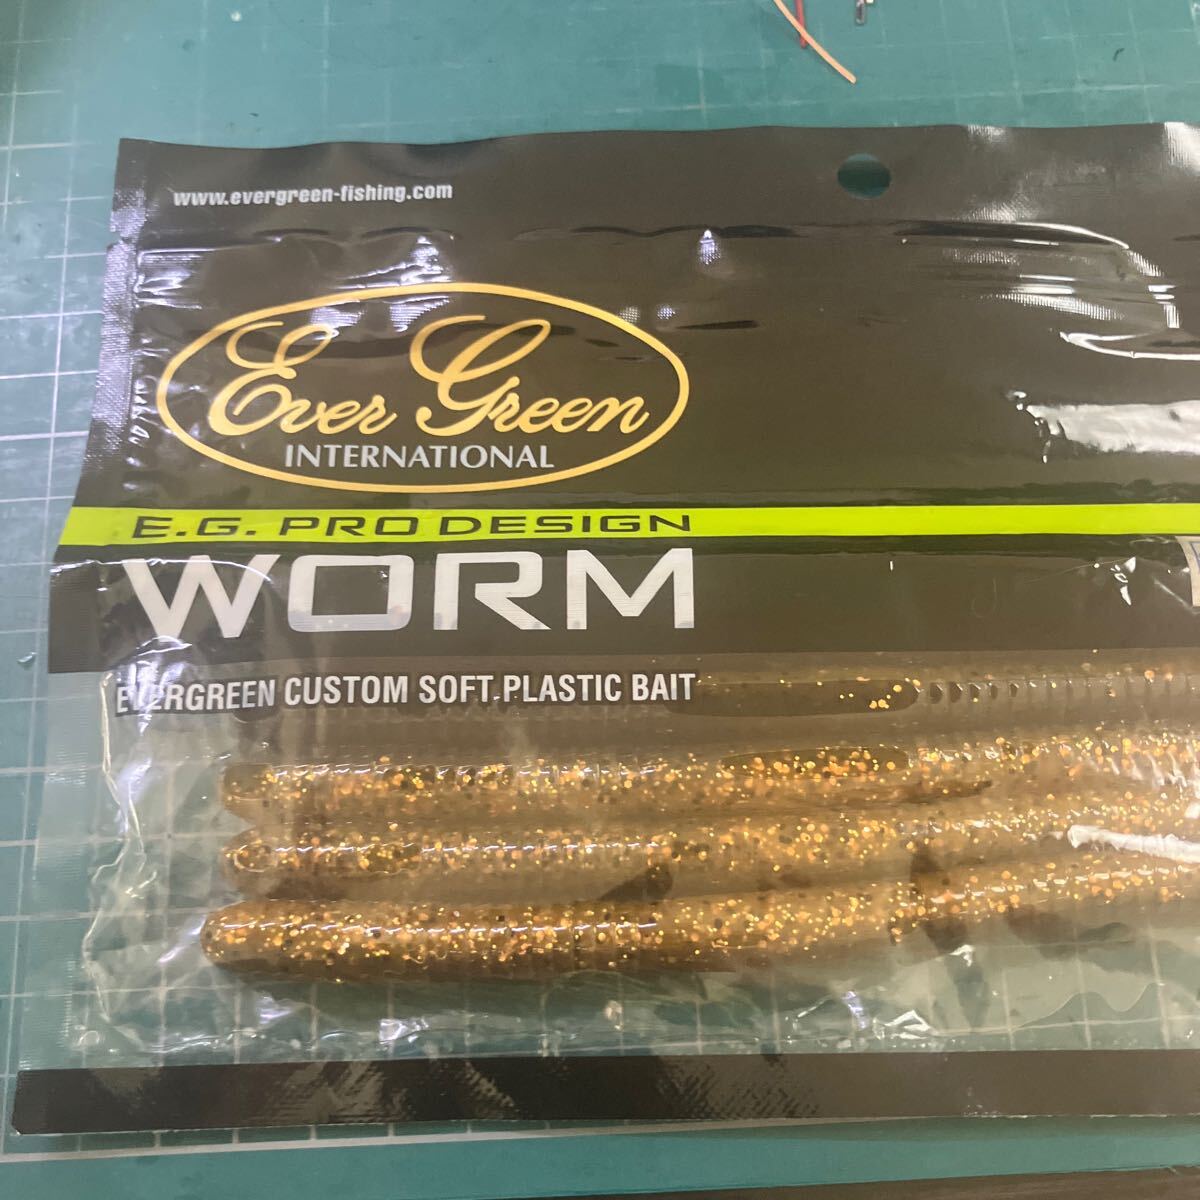 www.evergreen-fishing.com
Ever Green
INTERNATIONAL
E.G. PRO DESIGN
WORM
EVERGREEN CUSTOM SOFT PLASTIC BAIT